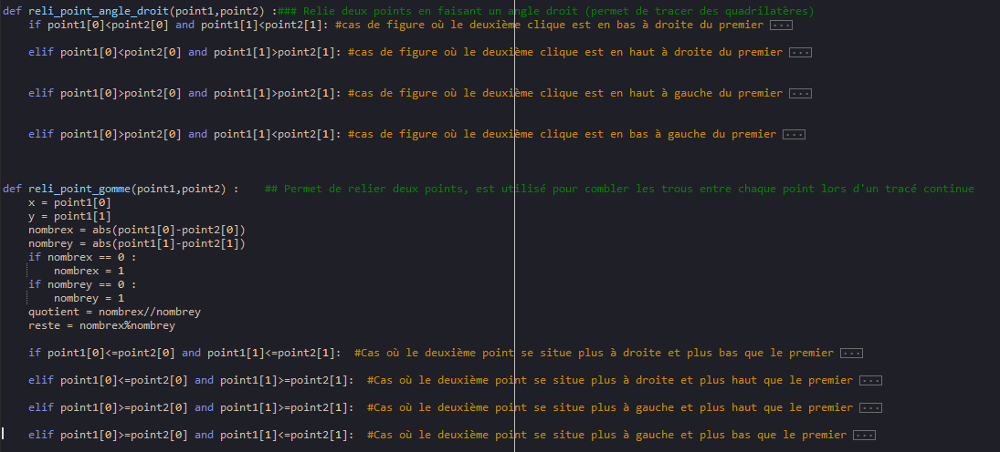 def reli_point_angle_droit(point1,point2) :### Relie deux points en faisant un angle droit (permet de tracer des quadrilatères)
    if point1[0]<point2[0] and point1[1]<point2[1]: #cas de figure où le deuxième clique est en bas à droite du premier ...
    elif point1[0]<point2[0] and point1[1]>point2[1]: #cas de figure où le deuxième clique est en haut à droite du premier ...
    elif point1[0]>point2[0] and point1[1]>point2[1]: #cas de figure où le deuxième clique est en haut à gauche du premier ...
    elif point1[0]>point2[0] and point1[1]<point2[1]: #cas de figure où le deuxième clique est en bas à gauche du premier ...
def reli_point_gomme(point1,point2) :    ## Permet de relier deux points, est utilisé pour combler les trous entre chaque point lors d'un tracé continue
    x = point1[0]
    y = point1[1]
    nombrex = abs(point1[0]-point2[0])
    nombrey = abs(point1[1]-point2[1])
    if nombrex == 0 :
        nombrex = 1
    if nombrey == 0 :
        nombrey = 1
    quotient = nombrex//nombrey
    reste = nombrex%nombrey
    if point1[0]<=point2[0] and point1[1]<=point2[1]:  #Cas où le deuxième point se situe plus à droite et plus bas que le premier ...
    elif point1[0]<=point2[0] and point1[1]>=point2[1]:  #Cas où le deuxième point se situe plus à droite et plus haut que le premier ...
    elif point1[0]>=point2[0] and point1[1]>=point2[1]:  #Cas où le deuxième point se situe plus à gauche et plus haut que le premier ...
    elif point1[0]>=point2[0] and point1[1]<=point2[1]:  #Cas où le deuxième point se situe plus à gauche et plus bas que le premier ...